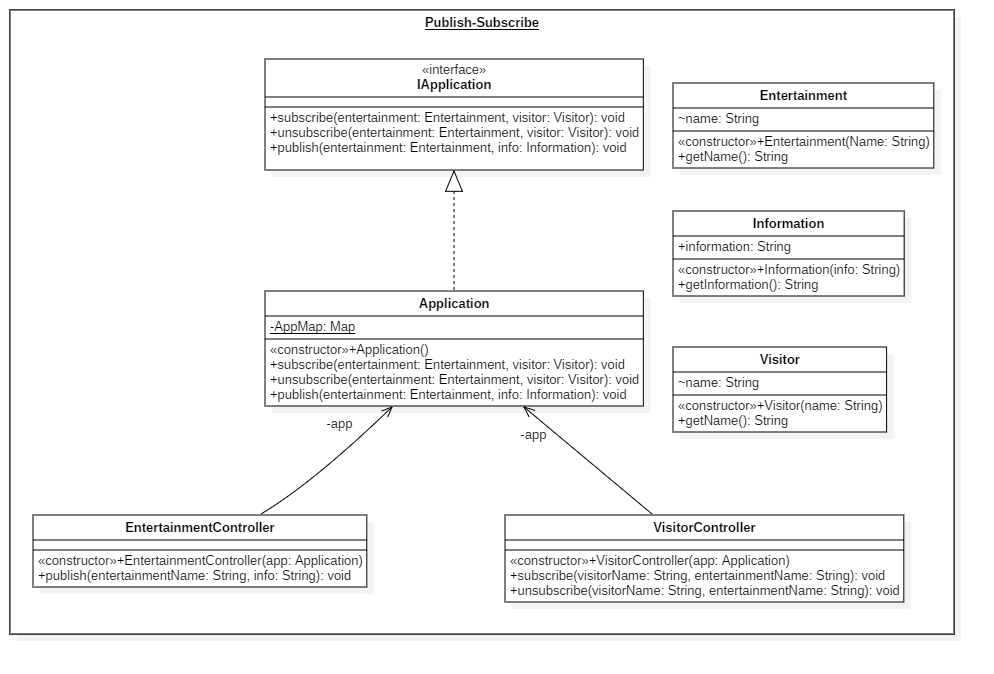 Publish-Subscribe
«interface»
IApplication
+subscribe(entertainment: Entertainment, visitor: Visitor): void
+unsubscribe(entertainment: Entertainment, visitor: Visitor): void
+publish(entertainment: Entertainment, info: Information): void
Entertainment
~name: String
«constructor»+Entertainment(Name: String)
+getName(): String
Information
+information: String
«constructor»+Information(info: String)
+getInformation(): String
Application
-AppMap: Map
«constructor»+Application()
+subscribe(entertainment: Entertainment, visitor: Visitor): void
+unsubscribe(entertainment: Entertainment, visitor: Visitor): void
+publish(entertainment: Entertainment, info: Information): void
Visitor
~name: String
«constructor»+Visitor(name: String)
+getName(): String
-app
-app
EntertainmentController
«constructor»+EntertainmentController(app: Application)
+publish(entertainmentName: String, info: String): void
VisitorController
«constructor»+VisitorController(app: Application)
+subscribe(visitorName: String, entertainmentName: String): void
+unsubscribe(visitorName: String, entertainmentName: String): void